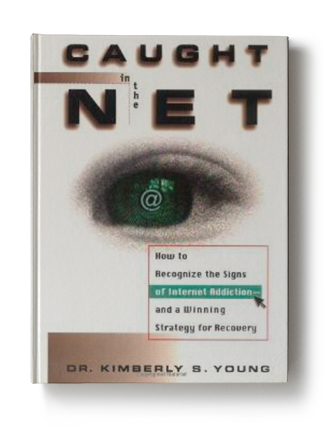 CAUGHT
in
the
NET
@
How to
Recognize the Signs
of Internet Addiction—
and a Winning
Strategy for Recovery
DR. KIMBERLY S. YOUNG